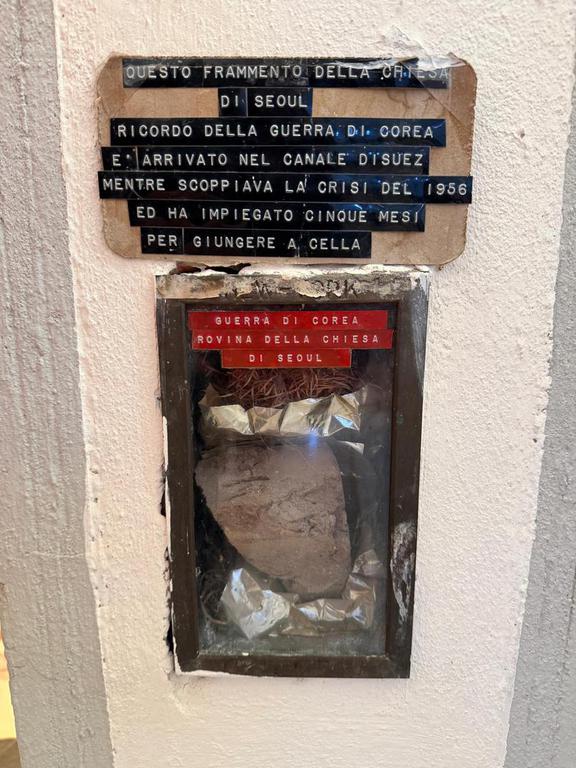 QUESTO FRAMMENTO DELLA CHIESA
DI SEOUL
RICORDO DELLA GUERRA DI COREA
E' ARRIVATO NEL CANALE DI SUEZ
MENTRE SCOPPIAVA LA CRISI DEL 1956
ED HA IMPIEGATO CINQUE MESI
PER GIUNGERE A CELLA
GUERRA DI COREA
ROVINA DELLA CHIESA
DI SEOUL